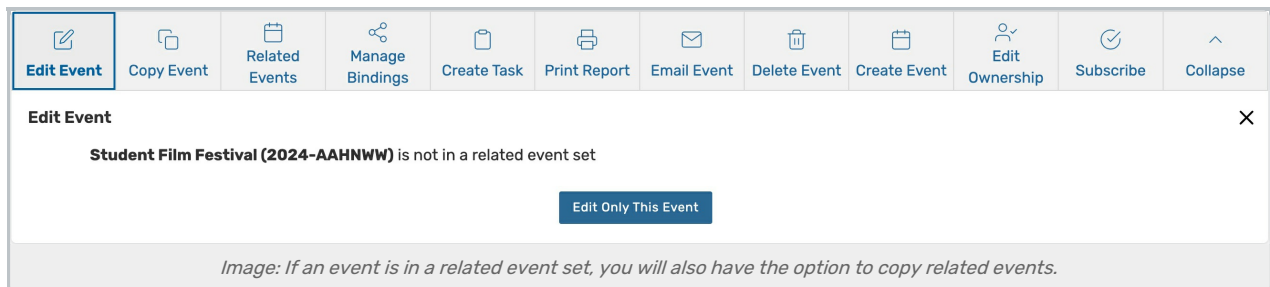 Edit Event
Copy Event
Related
Events
Manage
Bindings
Create Task
Print Report
Email Event
Delete Event
Create Event
Edit
Ownership
Subscribe
Collapse
Edit Event
Student Film Festival (2024-AAHNWW) is not in a related event set
Edit Only This Event
Image: If an event is in a related event set, you will also have the option to copy related events.